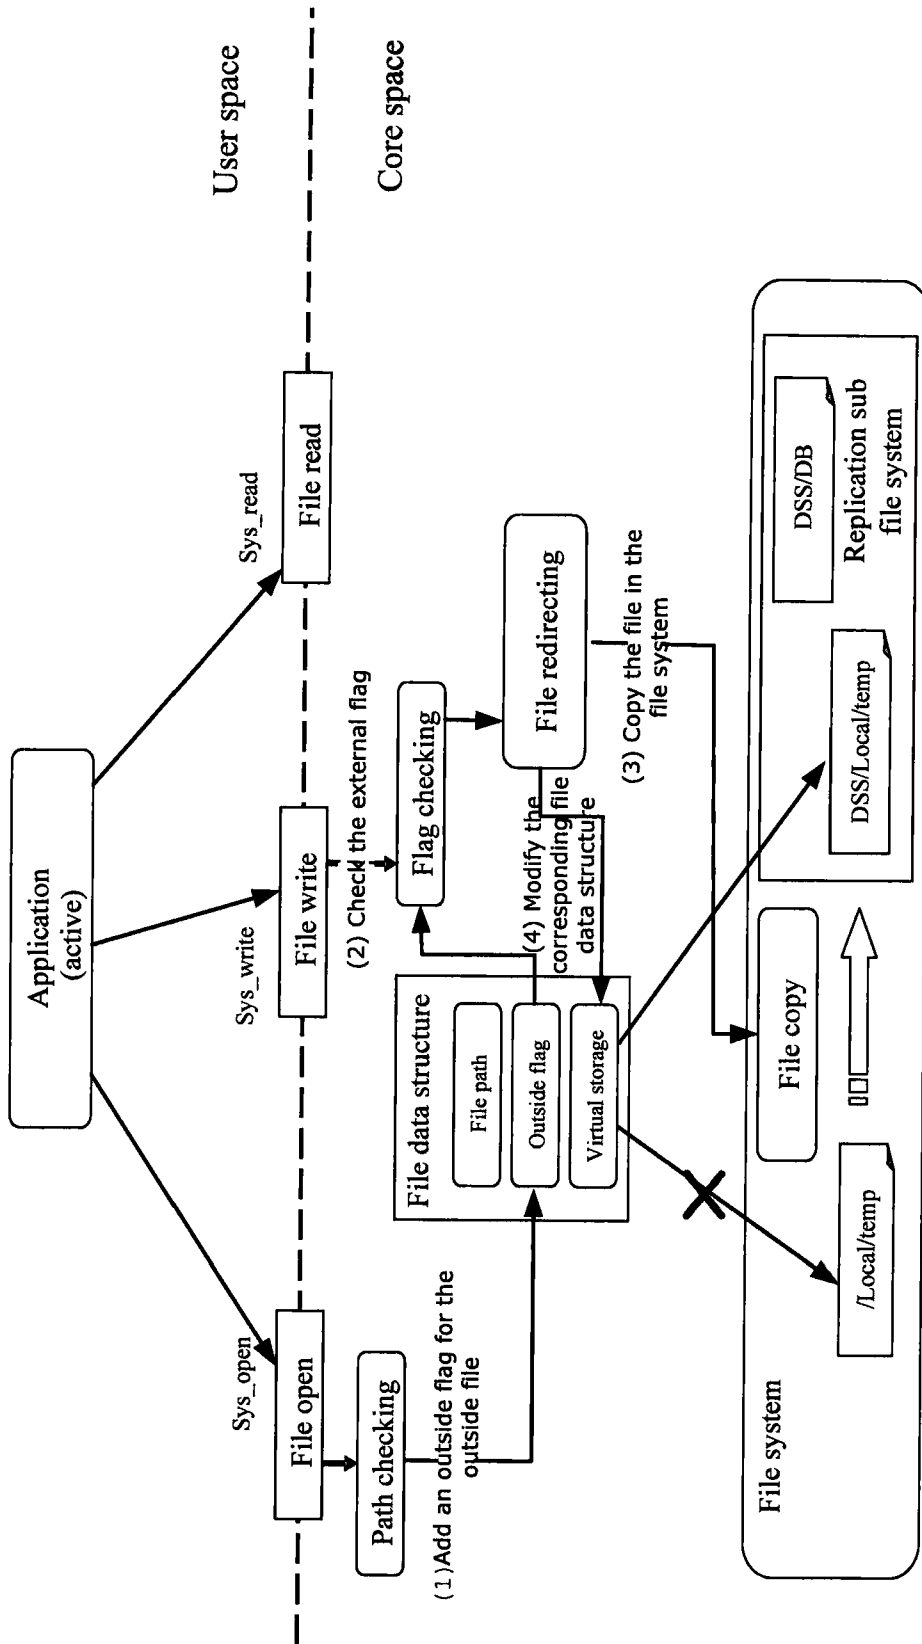 Application
(active)
User space
Sys_open
Sys_write
Sys_read
File open
File write
File read
Core space
Path checking
(2) Check the external flag
Flag checking
(1)Add an outside flag for the
outside file
File data structure
File path
Outside flag
Virtual storage
(4) Modify the
corresponding file
data structure
File redirecting
(3) Copy the file in the
file system
File system
/Local/temp
File copy
DSS/Local/temp
DSS/DB
Replication sub
file system